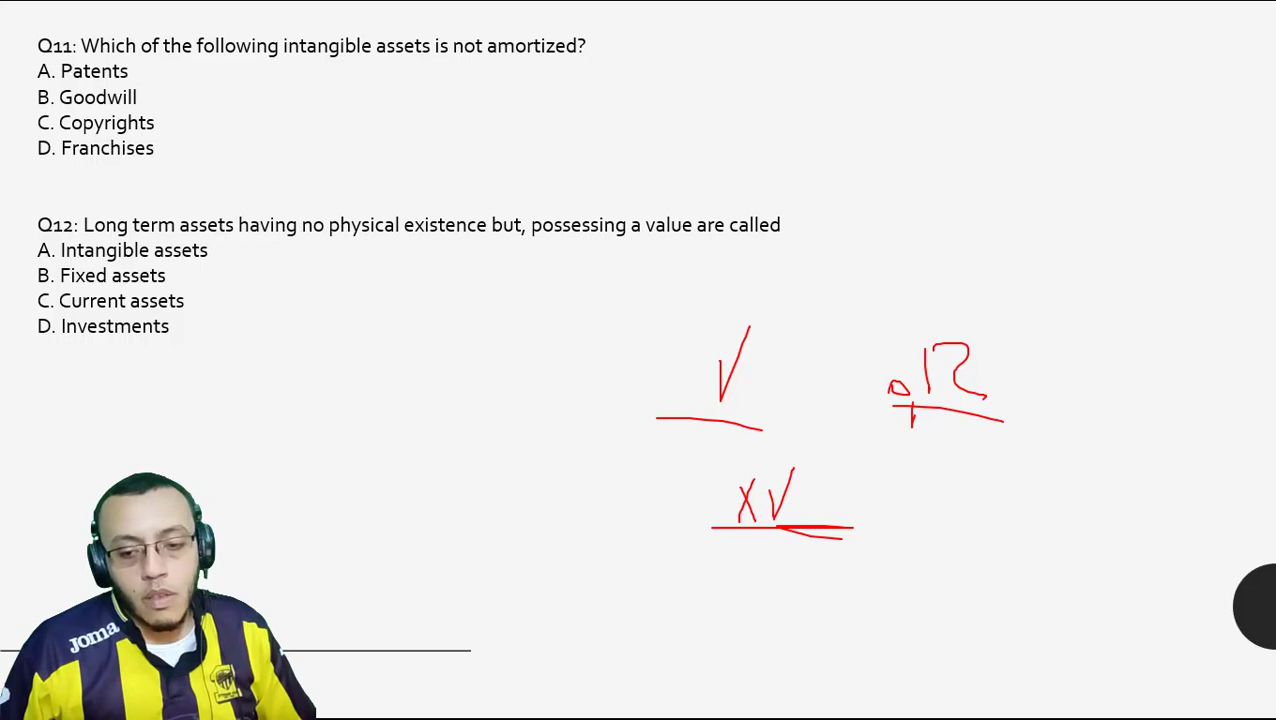 Q11: Which of the following intangible assets is not amortized?
A. Patents
B. Goodwill
C. Copyrights
D. Franchises
Q12: Long term assets having no physical existence but, possessing a value are called
A. Intangible assets
B. Fixed assets
C. Current assets
D. Investments
JOMA